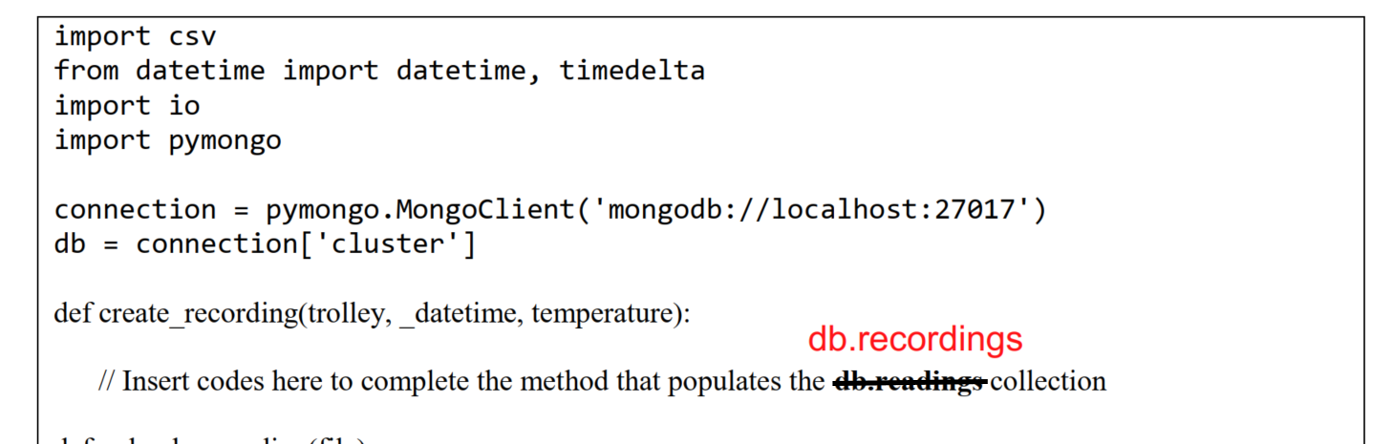 import csv
from datetime import datetime, timedelta
import io
import pymongo
connection = pymongo.MongoClient('mongodb://localhost:27017')
db = connection['cluster']
def create_recording(trolley, _datetime, temperature):
db.recordings
// Insert codes here to complete the method that populates the db.readings collection